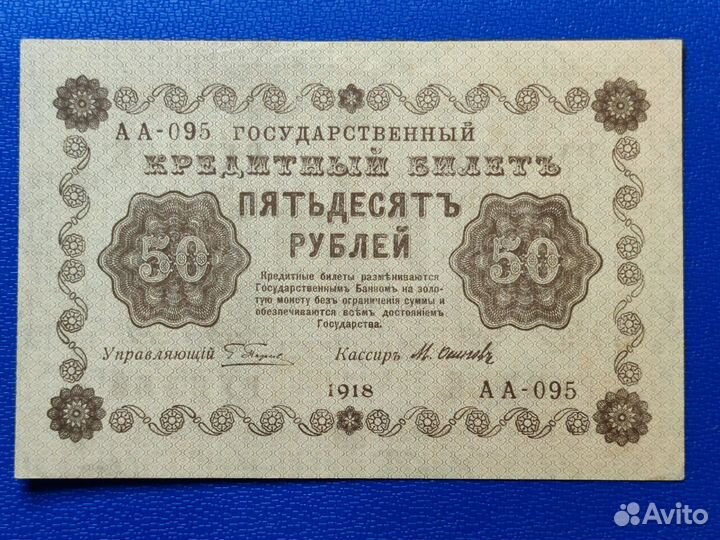 АА-095 ГОСУДАРСТВЕННЫЙ
КРЕДИТНЫЙ БИЛЕТЪ
ПЯТЬДЕСЯТЪ
РУБЛЕЙ
50
50
Кредитные билеты размѣниваются
Государственнымъ Банкомъ на золо-
тую монету безъ ограниченія суммы и
обезпечиваются всѣмъ достояніемъ
Государства.
Управляющій
Кассиръ
1918
АА-095
Avito